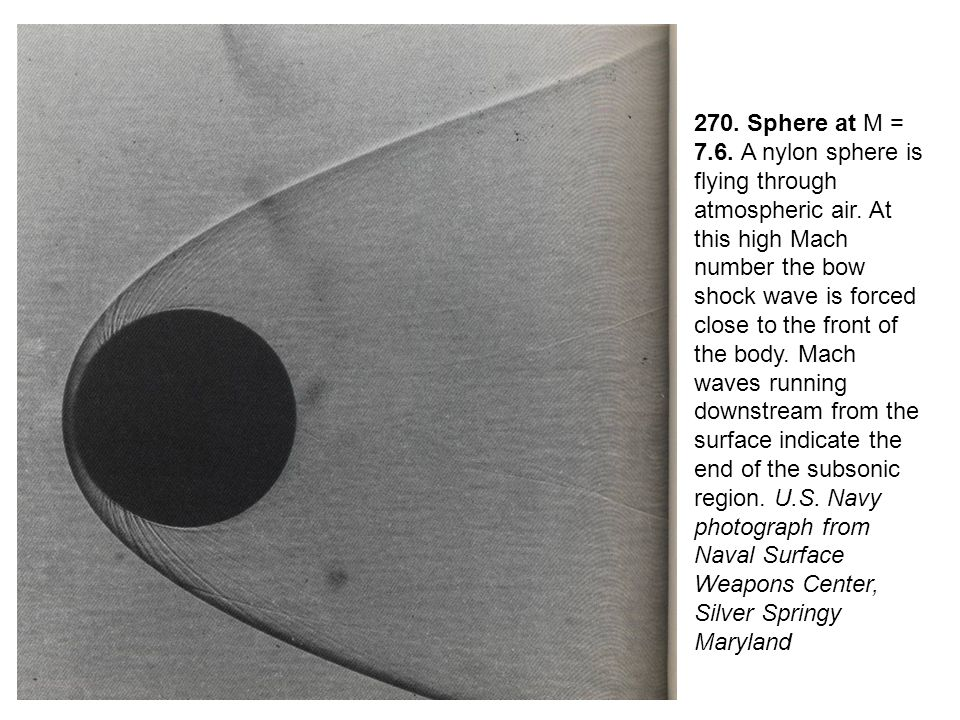 270. Sphere at M =
7.6. A nylon sphere is
flying through
atmospheric air. At
this high Mach
number the bow
shock wave is forced
close to the front of
the body. Mach
waves running
downstream from the
surface indicate the
end of the subsonic
region. U.S. Navy
photograph from
Naval Surface
Weapons Center,
Silver Springy
Maryland